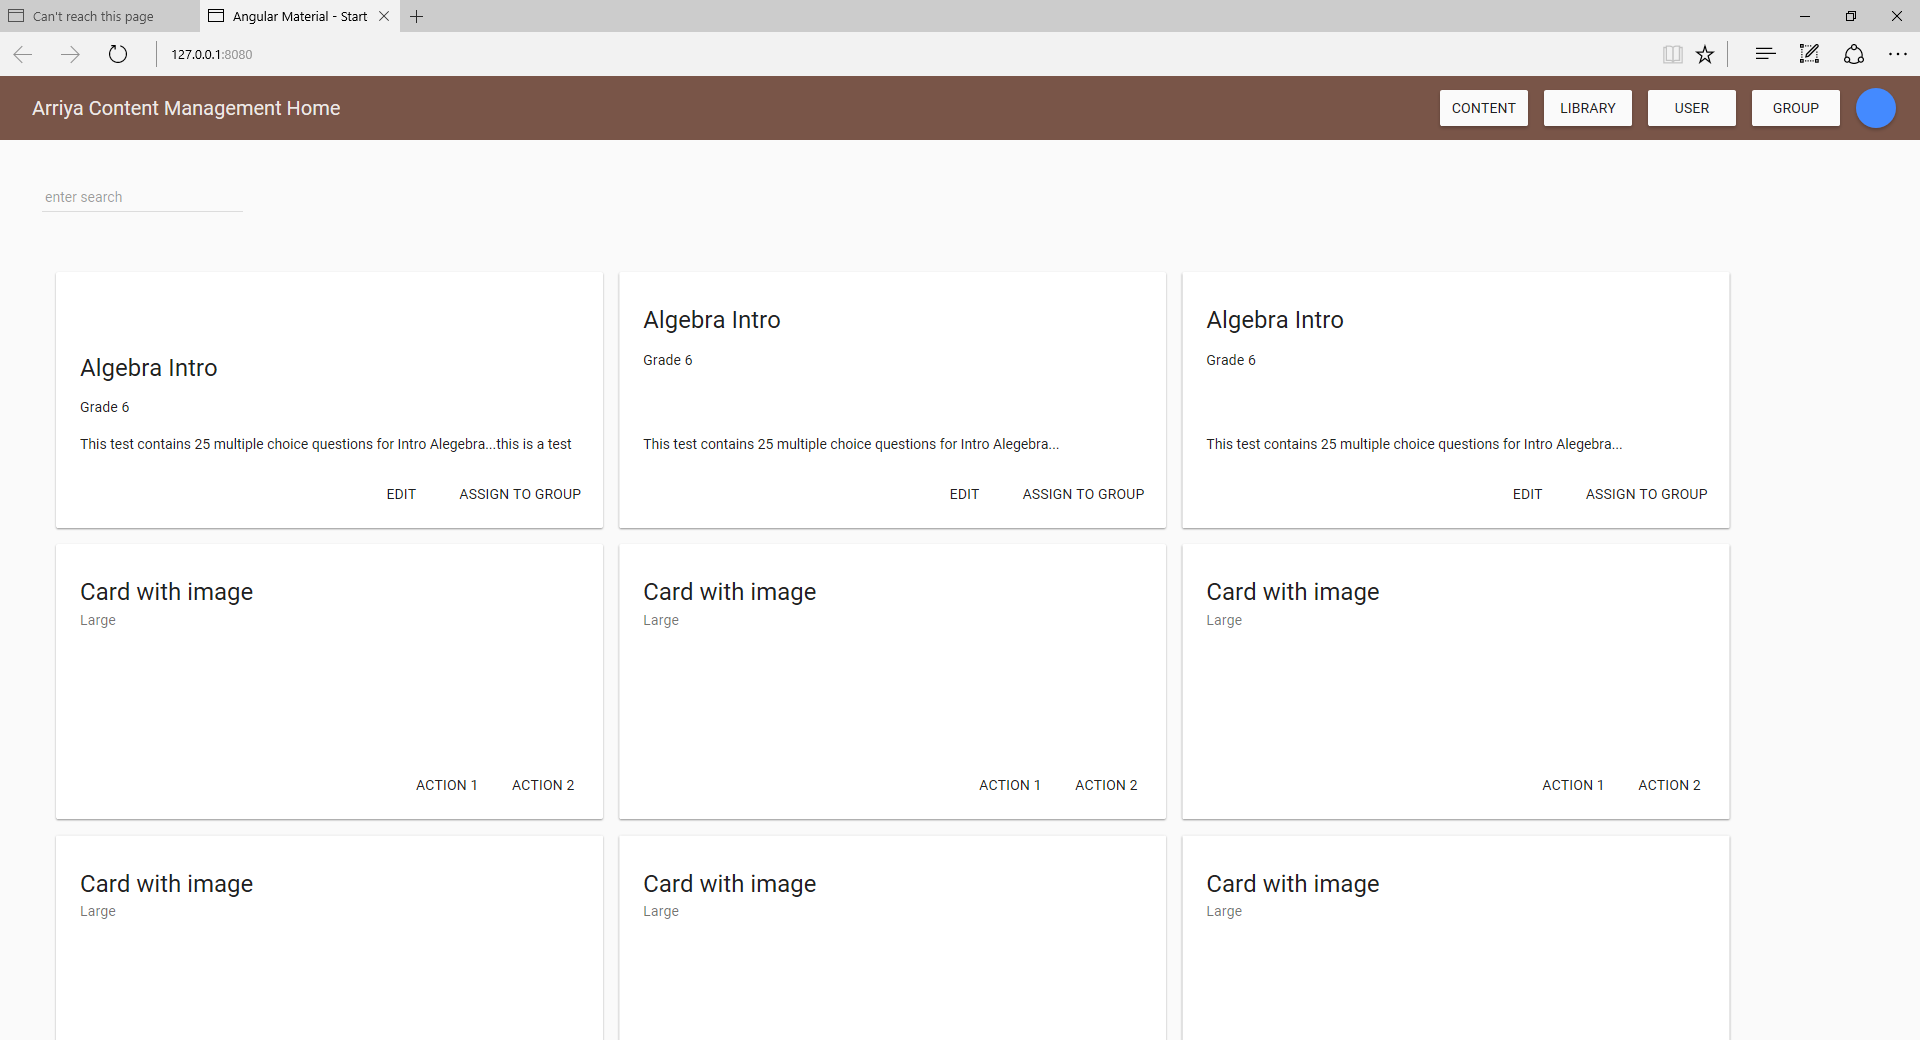 Can't reach this page
Angular Material - Start
127.0.0.1:8080
Arriya Content Management Home
CONTENT
LIBRARY
USER
GROUP
enter search
Algebra Intro
Grade 6
This test contains 25 multiple choice questions for Intro Alegebra...this is a test
EDIT
ASSIGN TO GROUP
Algebra Intro
Grade 6
This test contains 25 multiple choice questions for Intro Alegebra...
EDIT
ASSIGN TO GROUP
Algebra Intro
Grade 6
This test contains 25 multiple choice questions for Intro Alegebra...
EDIT
ASSIGN TO GROUP
Card with image
Large
ACTION 1
ACTION 2
Card with image
Large
ACTION 1
ACTION 2
Card with image
Large
ACTION 1
ACTION 2
Card with image
Large
Card with image
Large
Card with image
Large